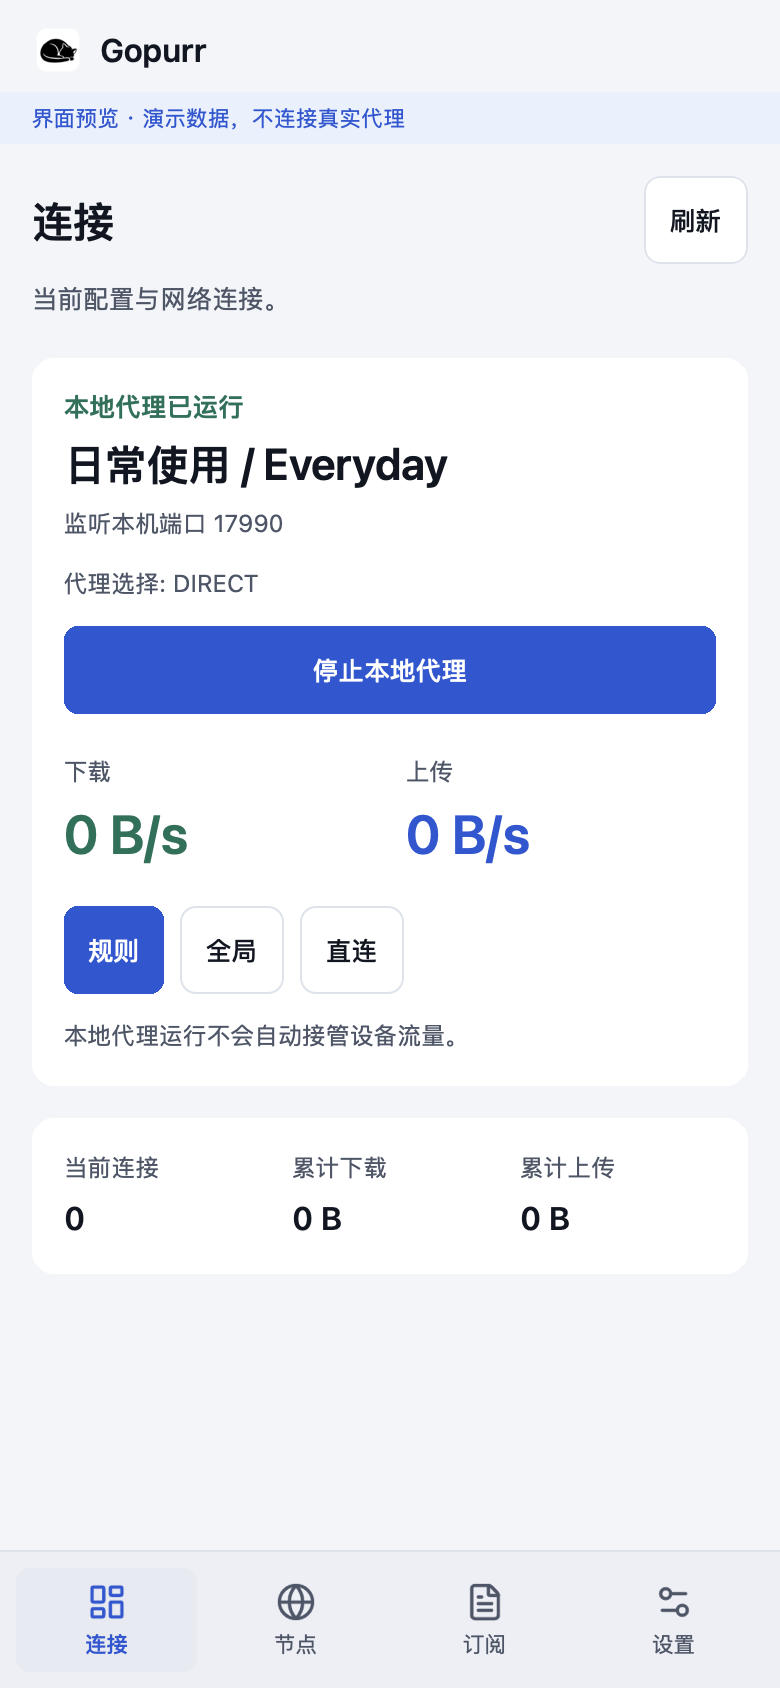 Gopurr
界面预览 · 演示数据，不连接真实代理
连接
刷新
当前配置与网络连接。
本地代理已运行
日常使用 / Everyday
监听本机端口 17990
代理选择: DIRECT
停止本地代理
下载 上传
0 B/s 0 B/s
规则 全局 直连
本地代理运行不会自动接管设备流量。
当前连接 累计下载 累计上传
0 0 B 0 B
连接 节点 订阅 设置